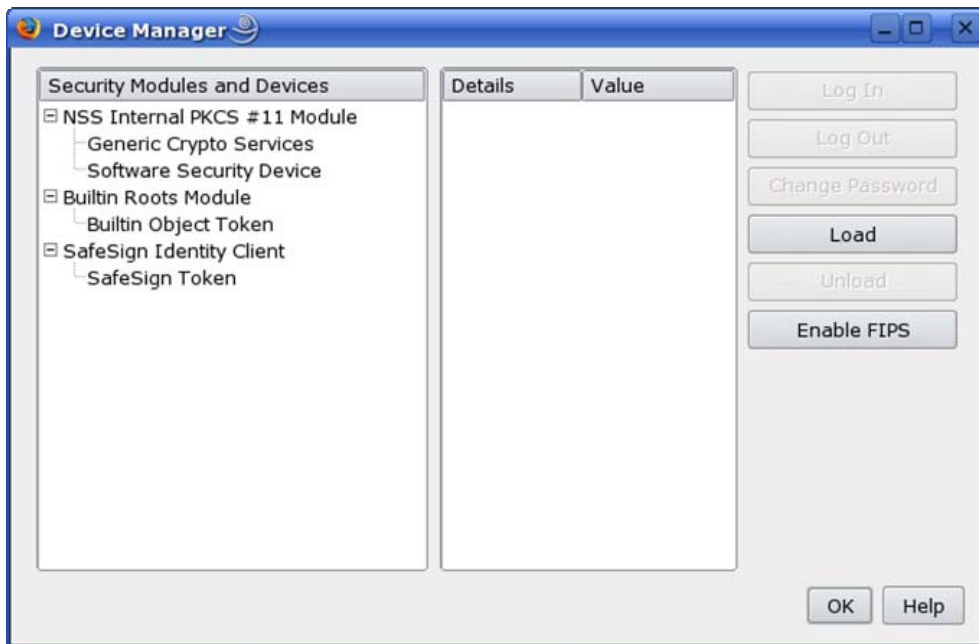 Device Manager
Security Modules and Devices
NSS Internal PKCS #11 Module
Generic Crypto Services
Software Security Device
Builtin Roots Module
Builtin Object Token
SafeSign Identity Client
SafeSign Token
Details Value
Log In
Log Out
Change Password
Load
Unload
Enable FIPS
OK Help